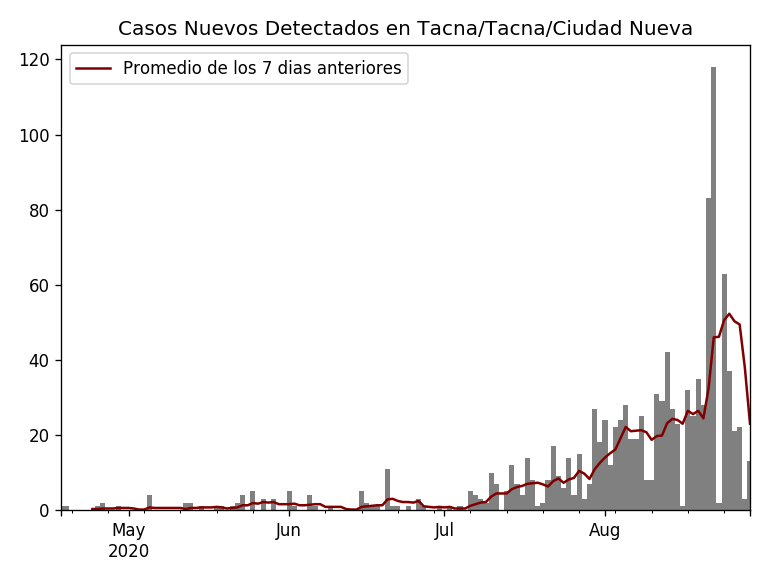 Casos Nuevos Detectados en Tacna/Tacna/Ciudad Nueva
Promedio de los 7 dias anteriores
120
100
80
60
40
20
0
May Jun Jul Aug
2020